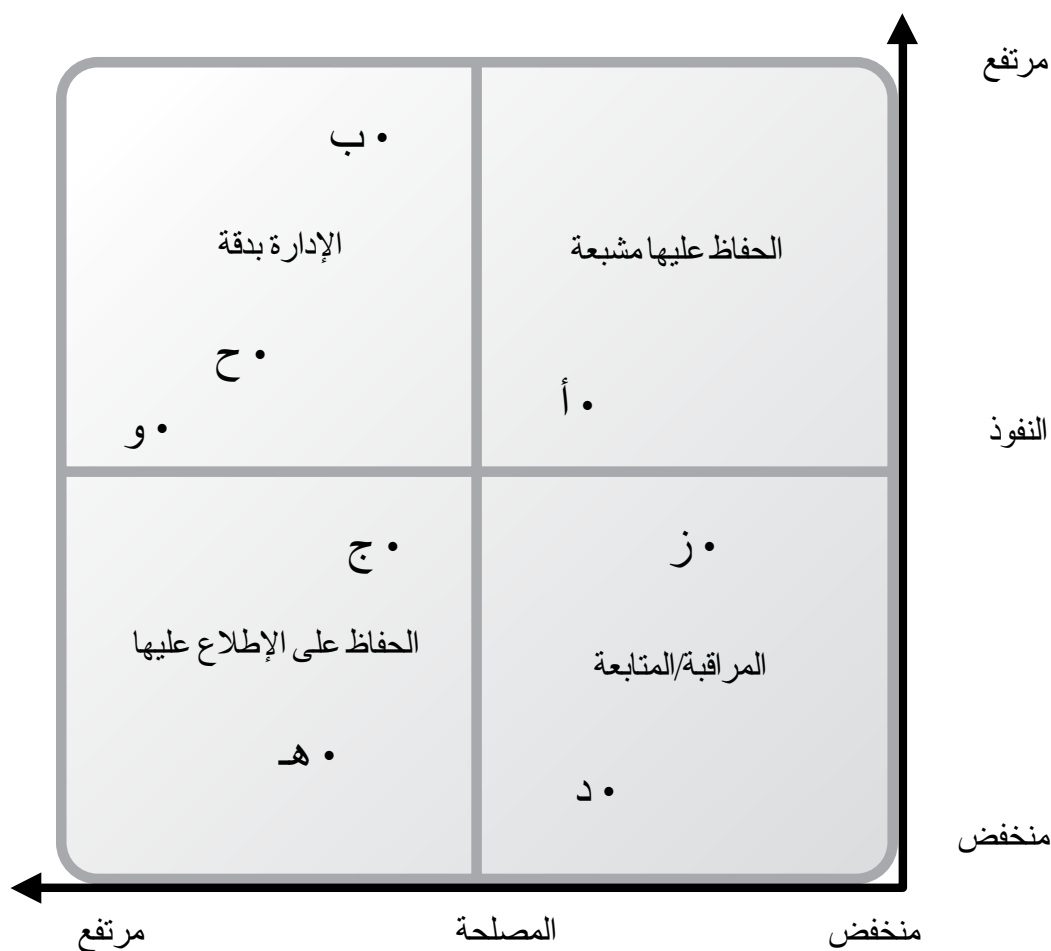 مرتفع
ب
الحفاظ عليها مشبعة
الإدارة بدقة
ح
أ
و
النفوذ
ز
ج
الحفاظ على الإطلاع عليها
المراقبة/المتابعة
هـ
د
منخفض
منخفض
المصلحة
مرتفع